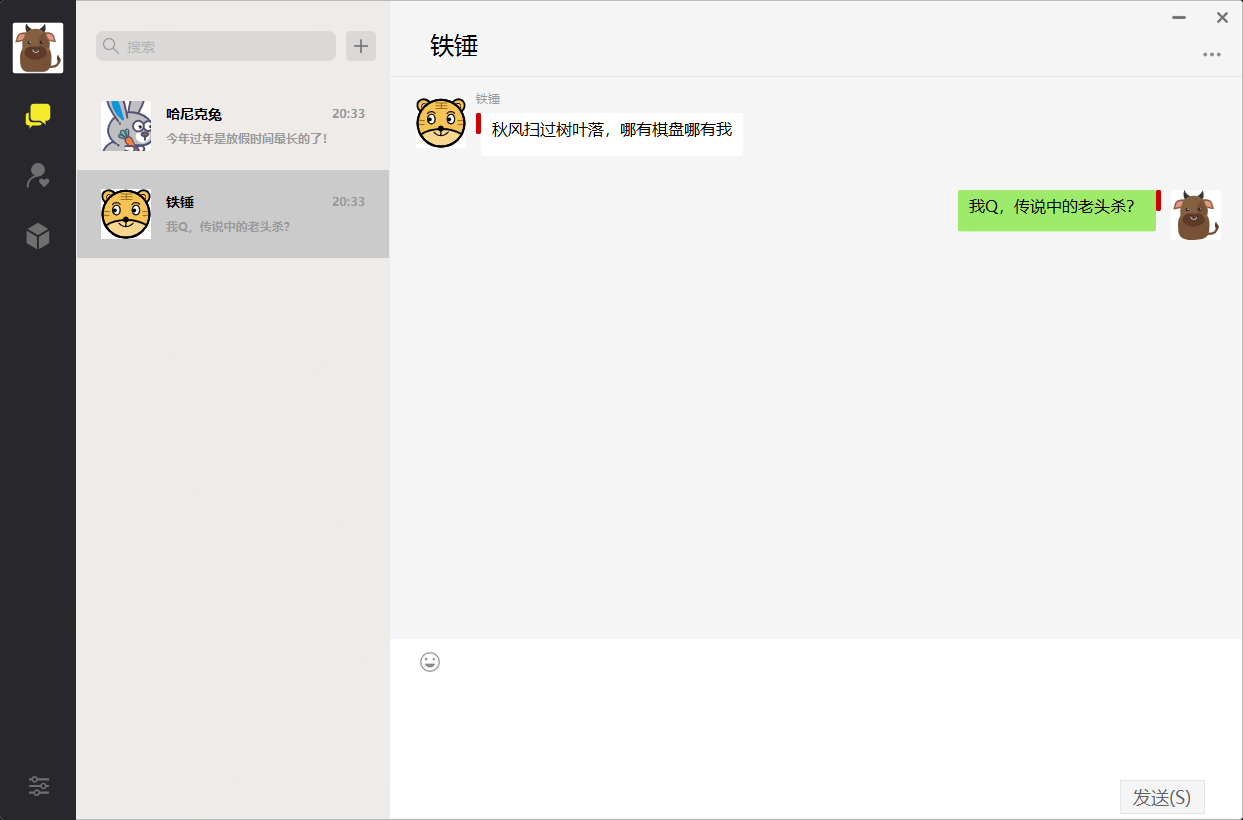 搜索
哈尼克兔 20:33
今年过年是放假时间最长的了!
铁锤 20:33
我Q，传说中的老头杀?
铁锤
铁锤
秋风扫过树叶落，哪有棋盘哪有我
我Q，传说中的老头杀?
发送(S)